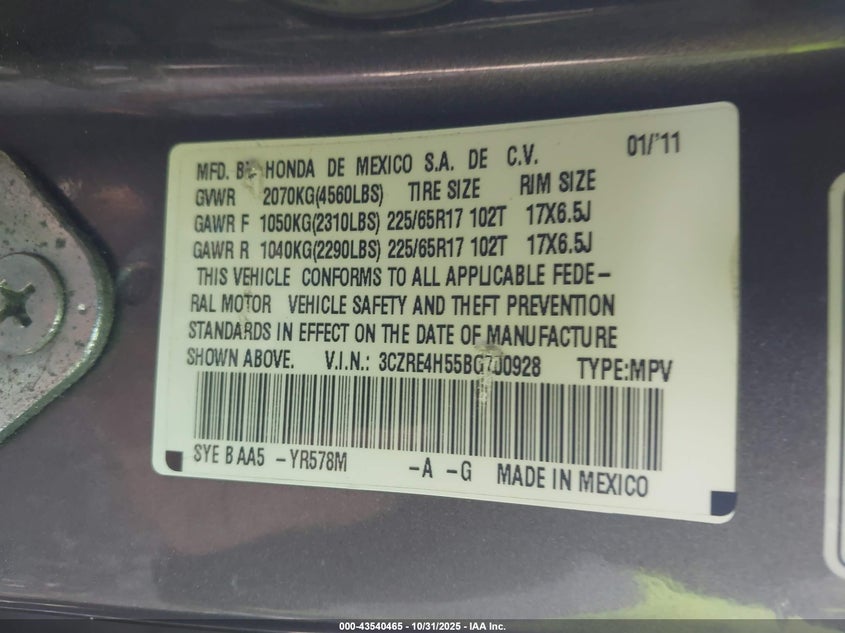 01/'11
MFD. BY HONDA DE MEXICO S.A. DE C.V.
GVWR 2070KG(4560LBS) TIRE SIZE RIM SIZE
GAWR F 1050KG(2310LBS) 225/65R17 102T 17X6.5J
GAWR R 1040KG(2290LBS) 225/65R17 102T 17X6.5J
THIS VEHICLE CONFORMS TO ALL APPLICABLE FEDE-
RAL MOTOR VEHICLE SAFETY AND THEFT PREVENTION
STANDARDS IN EFFECT ON THE DATE OF MANUFACTURE
SHOWN ABOVE. V.I.N.: 3CZRE4H55BG700928 TYPE:MPV
SYE B AA5 -YR578M -A -G MADE IN MEXICO
000-43540465 - 10/31/2025 - IAA Inc.